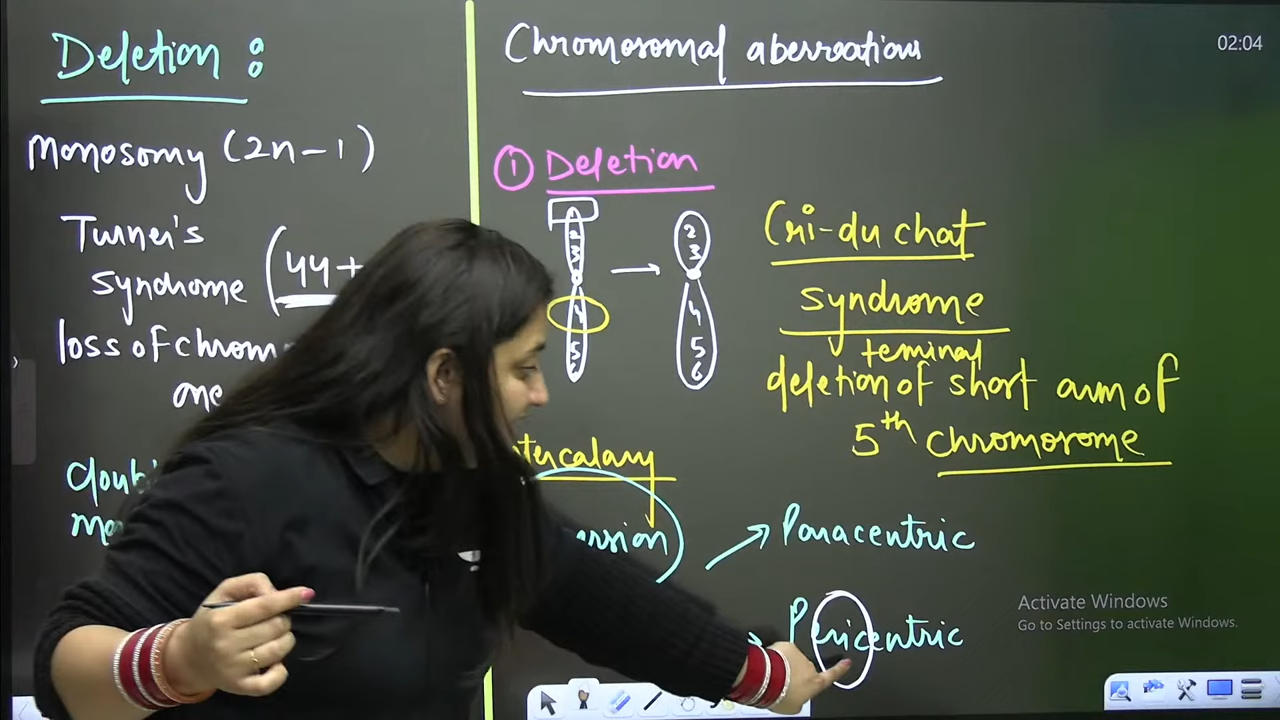 Deletion :
Monosomy (2n-1)
Turner's
syndrome (44+
loss of chrom
one
Chromosomal aberrations
① Deletion
2
3
4
5
6
Cri-du chat
syndrome
teminal
deletion of short arm of
5th chromosome
tercalary
ersion
Paracentric
Pericentric
02:04
Activate Windows
Go to Settings to activate Windows.